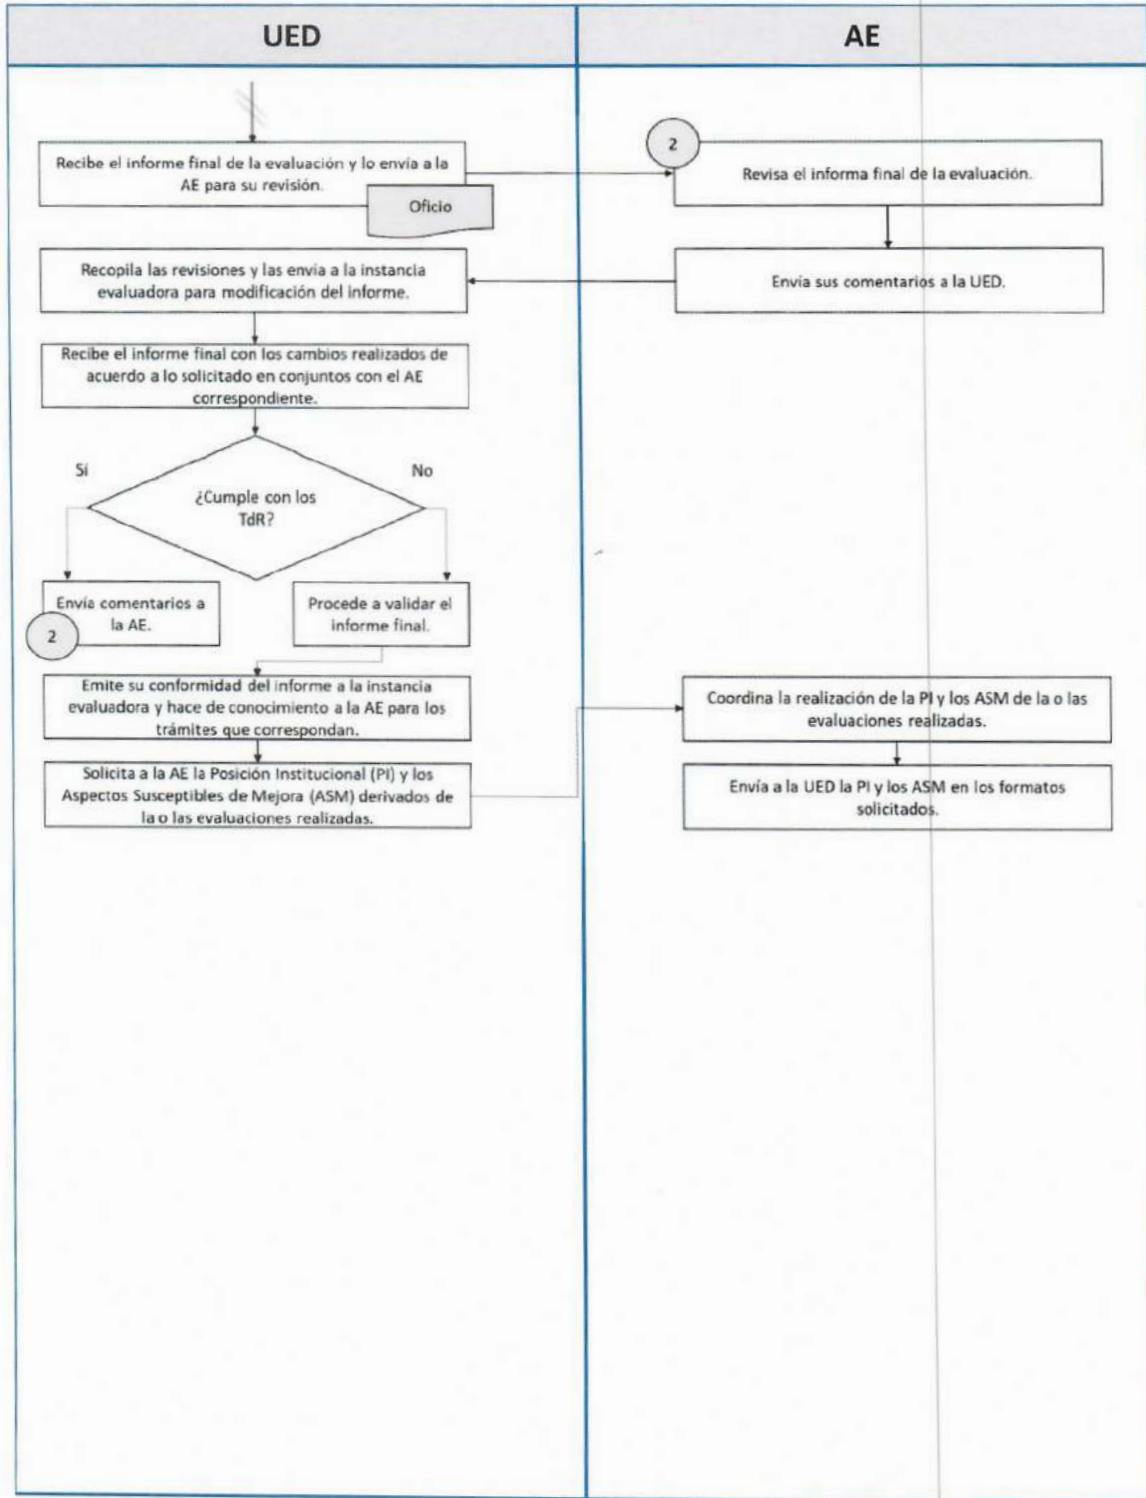 UED
AE
Recibe el informe final de la evaluación y lo envía a la
AE para su revisión.
Oficio
2
Revisa el informa final de la evaluación.
Recopila las revisiones y las envía a la instancia
evaluadora para modificación del informe.
Envía sus comentarios a la UED.
Recibe el informe final con los cambios realizados de
acuerdo a lo solicitado en conjuntos con el AE
correspondiente.
Sí
No
¿Cumple con los
TdR?
Envía comentarios a
la AE.
2
Procede a validar el
informe final.
Emite su conformidad del informe a la instancia
evaluadora y hace de conocimiento a la AE para los
trámites que correspondan.
Coordina la realización de la PI y los ASM de la o las
evaluaciones realizadas.
Solicita a la AE la Posición Institucional (PI) y los
Aspectos Susceptibles de Mejora (ASM) derivados de
la o las evaluaciones realizadas.
Envía a la UED la PI y los ASM en los formatos
solicitados.